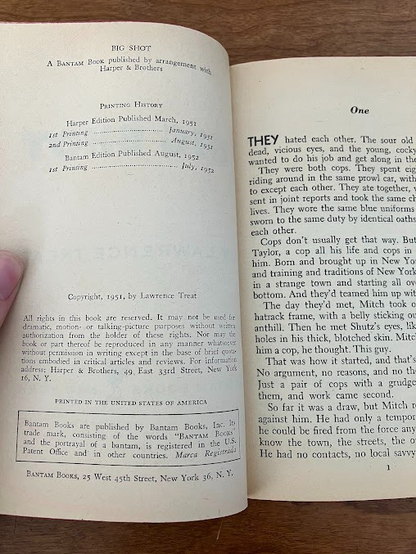 BIG SHOT
A BANTAM BOOK published by arrangement with
Harper & Brothers
PRINTING HISTORY
Harper Edition Published March, 1951
1st Printing .................... January, 1951
2nd Printing .................... August, 1951
Bantam Edition Published August, 1952
1st Printing .................... July, 1952
Copyright, 1951, by Lawrence Treat
All rights in this book are reserved. It may not be used for
dramatic, motion- or talking-picture purposes without written
authorization from the holder of these rights. Nor may the
book or part thereof be reproduced in any manner whatsoever
without permission in writing except in the base of brief quota-
tions embodied in critical articles and reviews. For information
address: Harper & Brothers, 49 East 33rd Street, New York
16, N. Y.
PRINTED IN THE UNITED STATES OF AMERICA
Bantam Books are published by Bantam Books, Inc. Its
trade mark, consisting of the words "BANTAM BOOKS"
and the portrayal of a bantam, is registered in the U.S.
Patent Office and in other countries. Marca Registrada
BANTAM BOOKS, 25 West 45th Street, New York 36, N. Y.
One
THEY hated each other. The sour old
dead, vicious eyes, and the young, cocky
wanted to do his job and get along in the
They were both cops. They spent eig
riding around in the same prowl car, with
to except each other. They ate together, w
sent in joint reports and took the same ch
lives. They wore the same blue uniforms
sworn to the same duty by identical oaths
each other.
Cops don't usually get that way. But
Taylor, a cop all his life and cops in
him. Born and brought up in New Yo
and training and traditions of New York
in a strange town and starting all ove
bottom. And they'd teamed him up wit
The day they'd met, Mitch took o
hatrack frame, with a belly sticking ou
anthill. Then he met Shutz's eyes, lik
holes in his thick, blotched skin. Mitch
him a cop, he thought. This guy.
That was how it started, and that's
No argument, no reasons, and no the
Just a pair of cops with a grudge
them, and work came second.
So far it was a draw, but Mitch r
against him. He had only a tempor
he could be fired from the force any
know the town, the streets, the o
He had no contacts, no local savvy
1